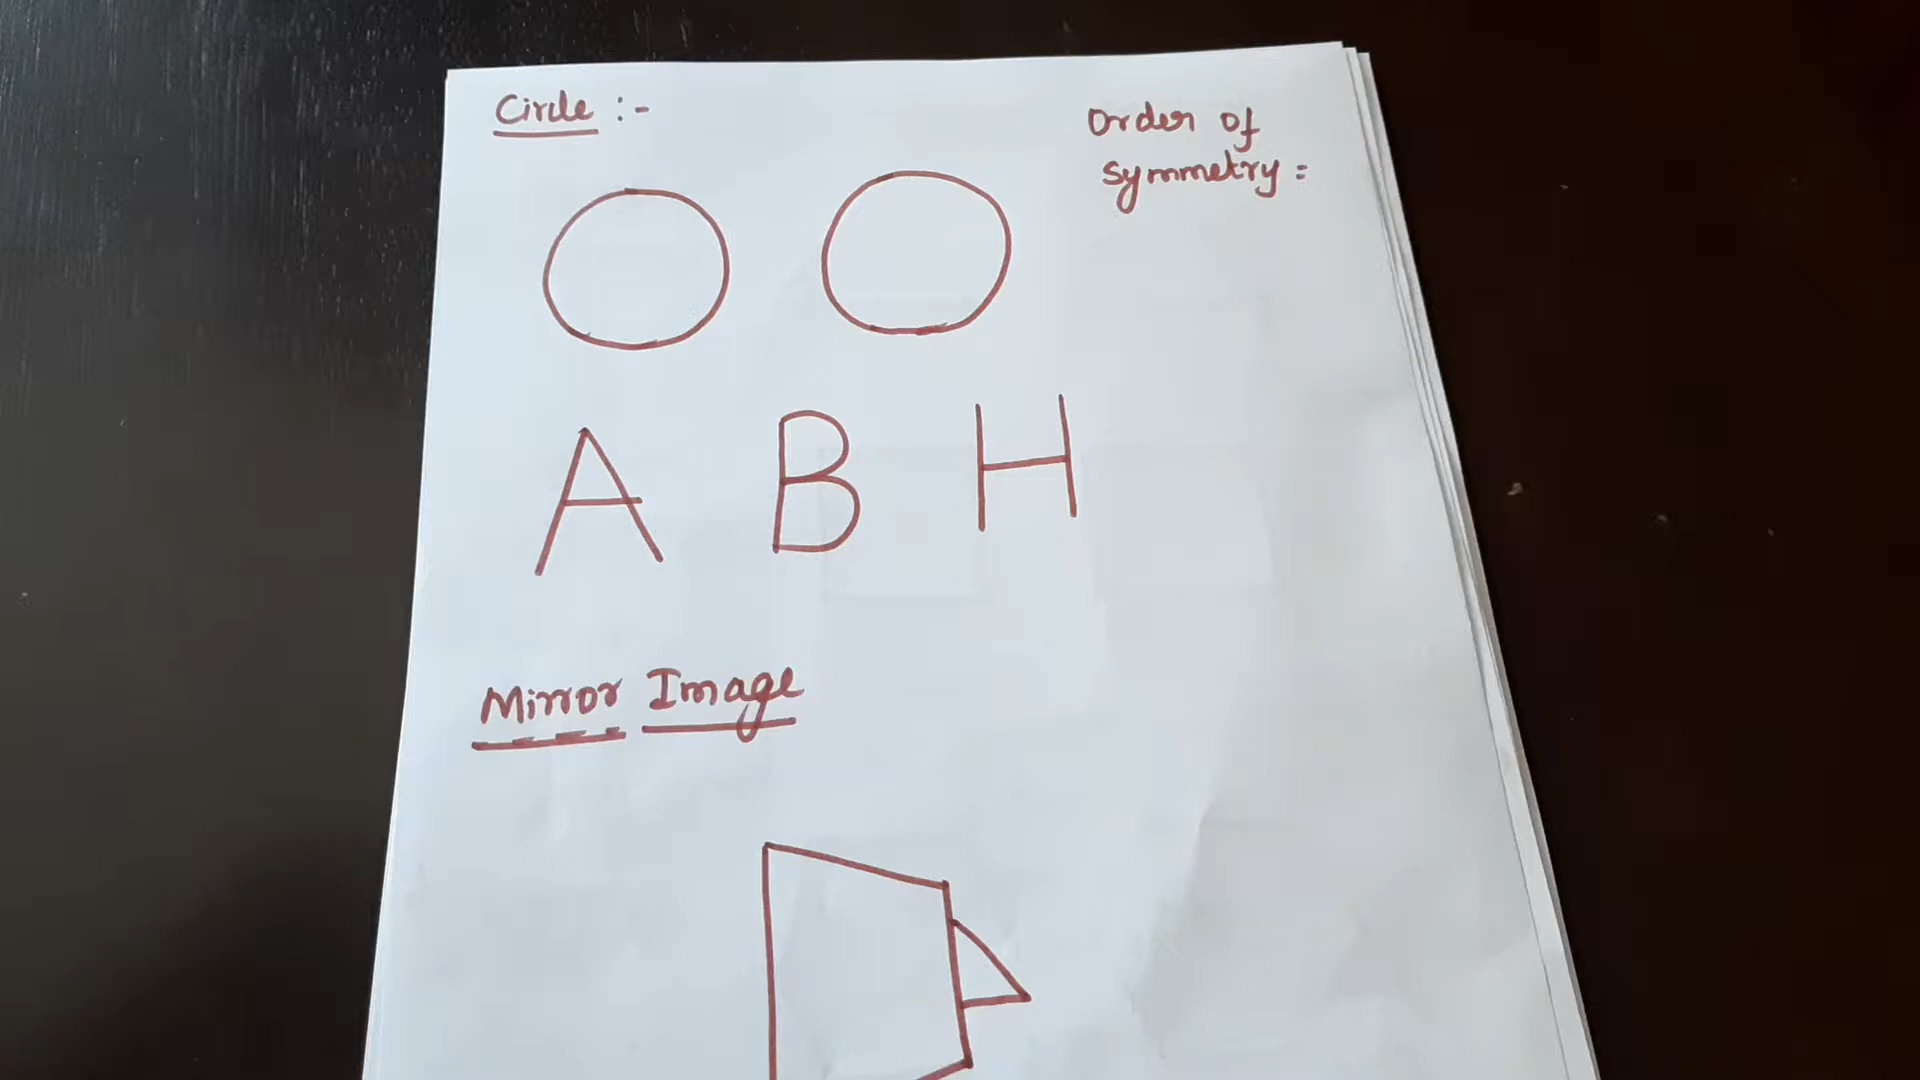 Circle :-
Order of
Symmetry =
A B H
Mirror Image